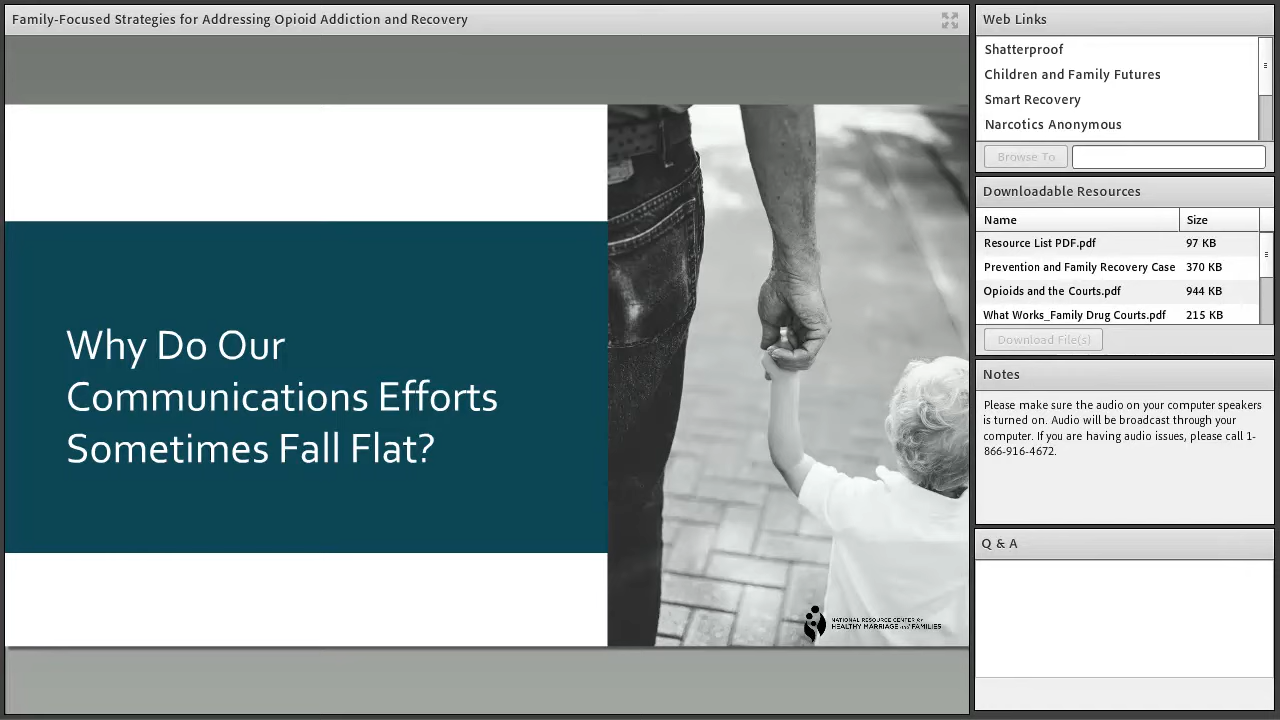 Family-Focused Strategies for Addressing Opioid Addiction and Recovery
Why Do Our
Communications Efforts
Sometimes Fall Flat?
NATIONAL RESOURCE CENTER for
HEALTHY MARRIAGE and FAMILIES
Web Links
Shatterproof
Children and Family Futures
Smart Recovery
Narcotics Anonymous
Browse To
Downloadable Resources
Name Size
Resource List PDF.pdf 97 KB
Prevention and Family Recovery Case 370 KB
Opioids and the Courts.pdf 944 KB
What Works_Family Drug Courts.pdf 215 KB
Download File(s)
Notes
Please make sure the audio on your computer speakers
is turned on. Audio will be broadcast through your
computer. If you are having audio issues, please call 1-
866-916-4672.
Q & A